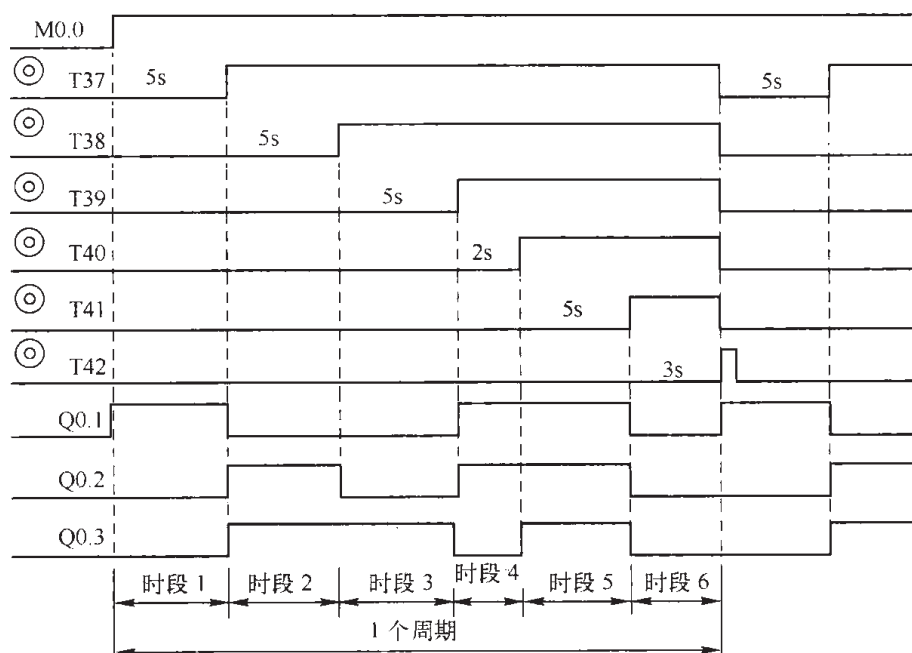 M0.0
T37 5s 5s
T38 5s
T39 5s
T40 2s
T41 5s
T42 3s
Q0.1
Q0.2
Q0.3
时段 1 时段 2 时段 3 时段 4 时段 5 时段 6
1 个周期